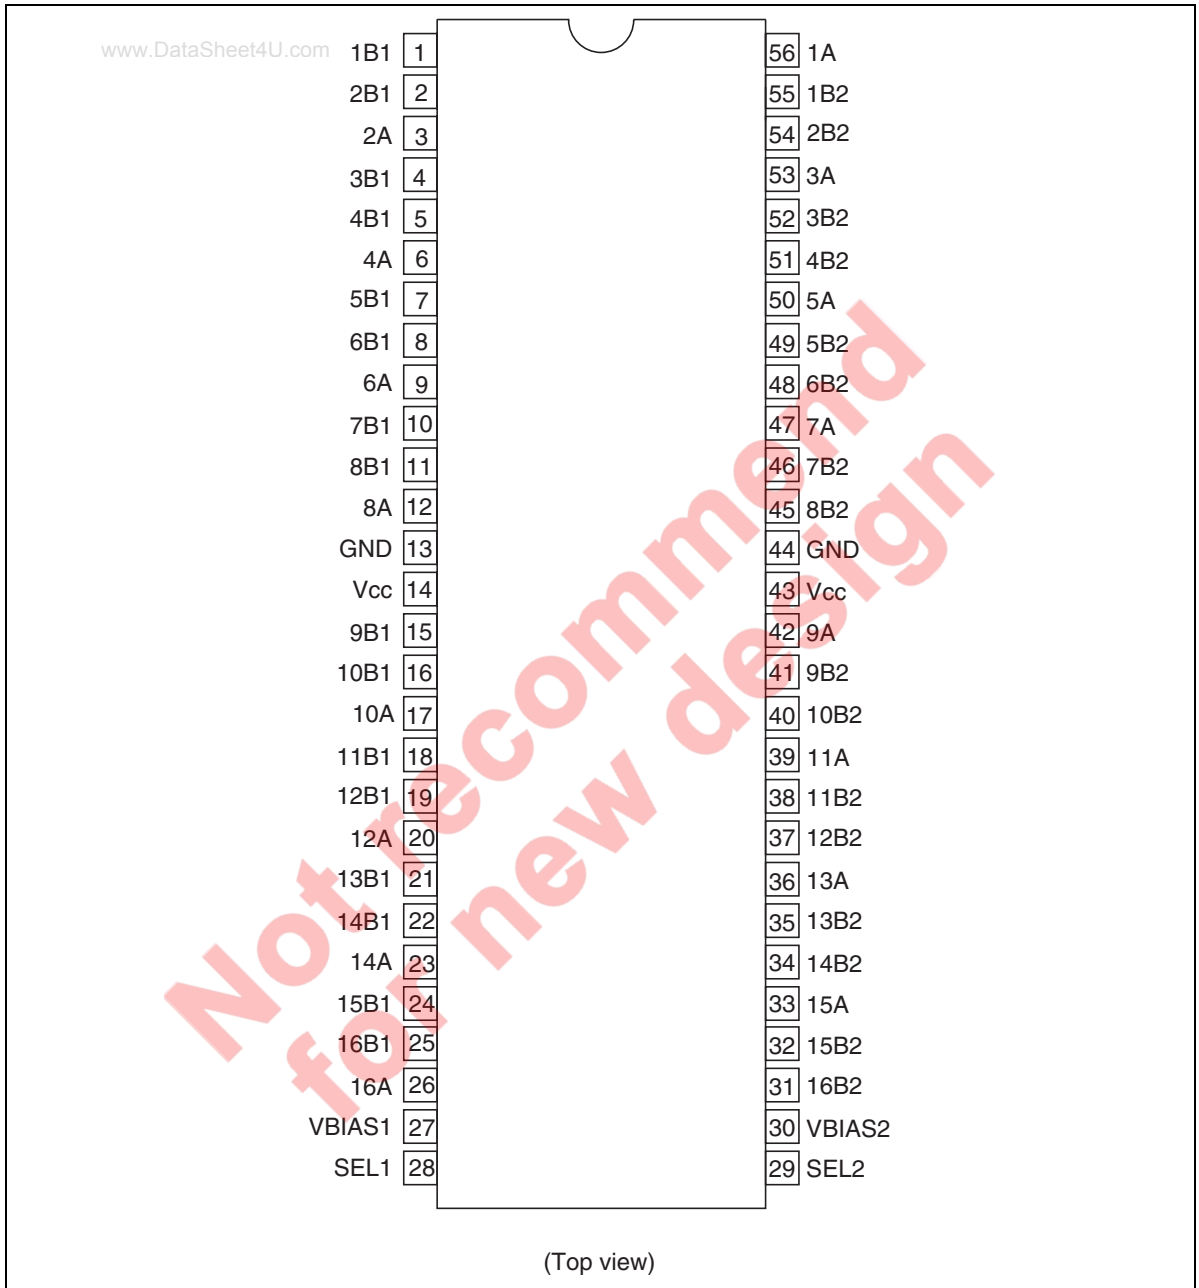 www.DataSheet4U.com
1B1 1 56 1A
2B1 2 55 1B2
2A 3 54 2B2
3B1 4 53 3A
4B1 5 52 3B2
4A 6 51 4B2
5B1 7 50 5A
6B1 8 49 5B2
6A 9 48 6B2
7B1 10 47 7A
8B1 11 46 7B2
8A 12 45 8B2
GND 13 44 GND
Vcc 14 43 Vcc
9B1 15 42 9A
10B1 16 41 9B2
10A 17 40 10B2
11B1 18 39 11A
12B1 19 38 11B2
12A 20 37 12B2
13B1 21 36 13A
14B1 22 35 13B2
14A 23 34 14B2
15B1 24 33 15A
16B1 25 32 15B2
16A 26 31 16B2
VBIAS1 27 30 VBIAS2
SEL1 28 29 SEL2
(Top view)
Not recommend
for new design